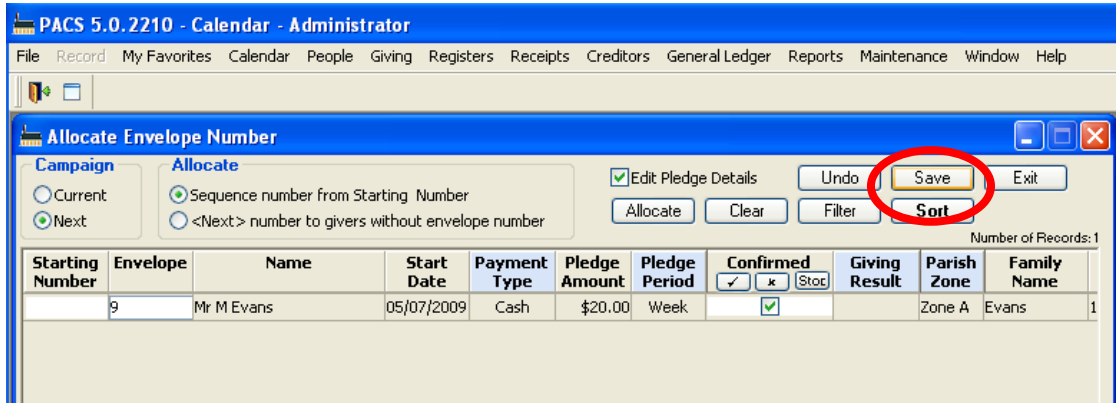 PACS 5.0.2210 - Calendar - Administrator
File Record My Favorites Calendar People Giving Registers Receipts Creditors General Ledger Reports Maintenance Window Help
Allocate Envelope Number
Campaign Allocate
Current Sequence number from Starting Number Edit Pledge Details Undo Save Exit
Next <Next> number to givers without envelope number Allocate Clear Filter Sort
Number of Records: 1
Starting Number Envelope Name Start Date Payment Type Pledge Amount Pledge Period Confirmed Giving Result Parish Zone Family Name
9 Mr M Evans 05/07/2009 Cash $20.00 Week Zone A Evans 1